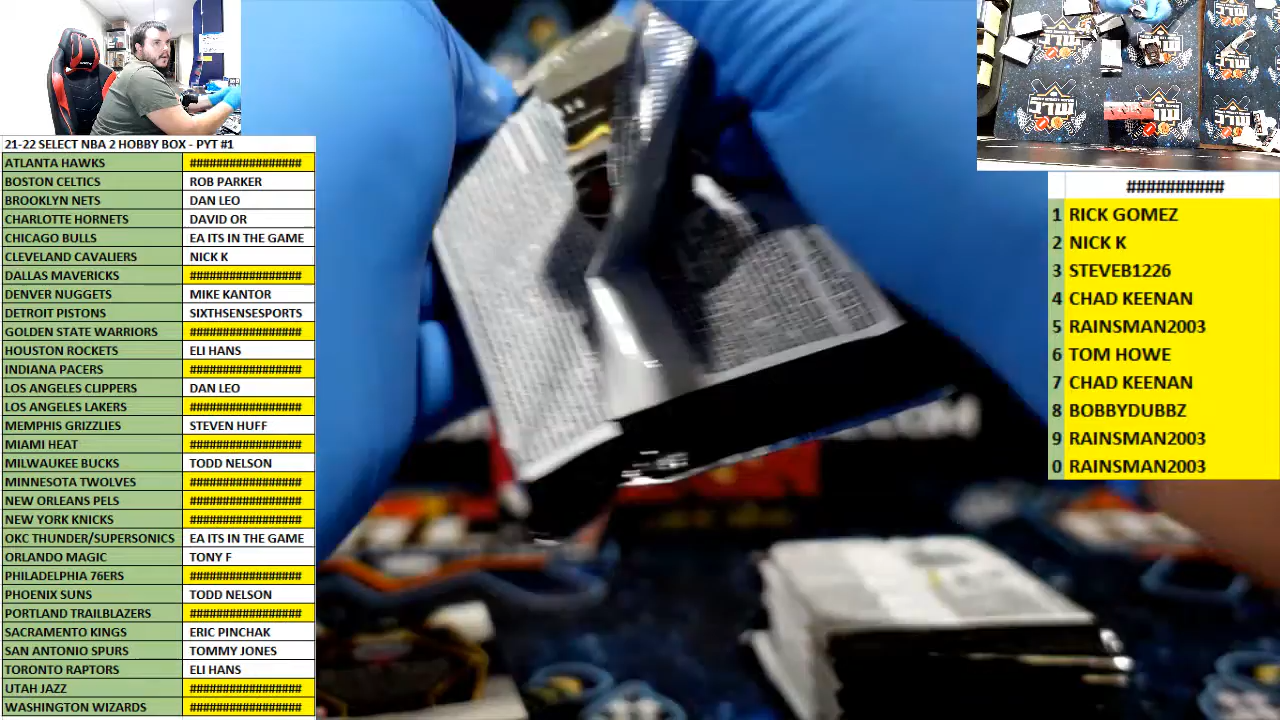 21-22 SELECT NBA 2 HOBBY BOX - PYT #1
ATLANTA HAWKS ################
BOSTON CELTICS ROB PARKER
BROOKLYN NETS DAN LEO
CHARLOTTE HORNETS DAVID OR
CHICAGO BULLS EA ITS IN THE GAME
CLEVELAND CAVALIERS NICK K
DALLAS MAVERICKS ################
DENVER NUGGETS MIKE KANTOR
DETROIT PISTONS SIXTHSENSESPORTS
GOLDEN STATE WARRIORS ################
HOUSTON ROCKETS ELI HANS
INDIANA PACERS ################
LOS ANGELES CLIPPERS DAN LEO
LOS ANGELES LAKERS ################
MEMPHIS GRIZZLIES STEVEN HUFF
MIAMI HEAT ################
MILWAUKEE BUCKS TODD NELSON
MINNESOTA TWOLVES ################
NEW ORLEANS PELS ################
NEW YORK KNICKS ################
OKC THUNDER/SUPERSONICS EA ITS IN THE GAME
ORLANDO MAGIC TONY F
PHILADELPHIA 76ERS ################
PHOENIX SUNS TODD NELSON
PORTLAND TRAILBLAZERS ################
SACRAMENTO KINGS ERIC PINCHAK
SAN ANTONIO SPURS TOMMY JONES
TORONTO RAPTORS ELI HANS
UTAH JAZZ ################
WASHINGTON WIZARDS ################
##########
1 RICK GOMEZ
2 NICK K
3 STEVEB1226
4 CHAD KEENAN
5 RAINSMAN2003
6 TOM HOWE
7 CHAD KEENAN
8 BOBBYDUBBZ
9 RAINSMAN2003
0 RAINSMAN2003